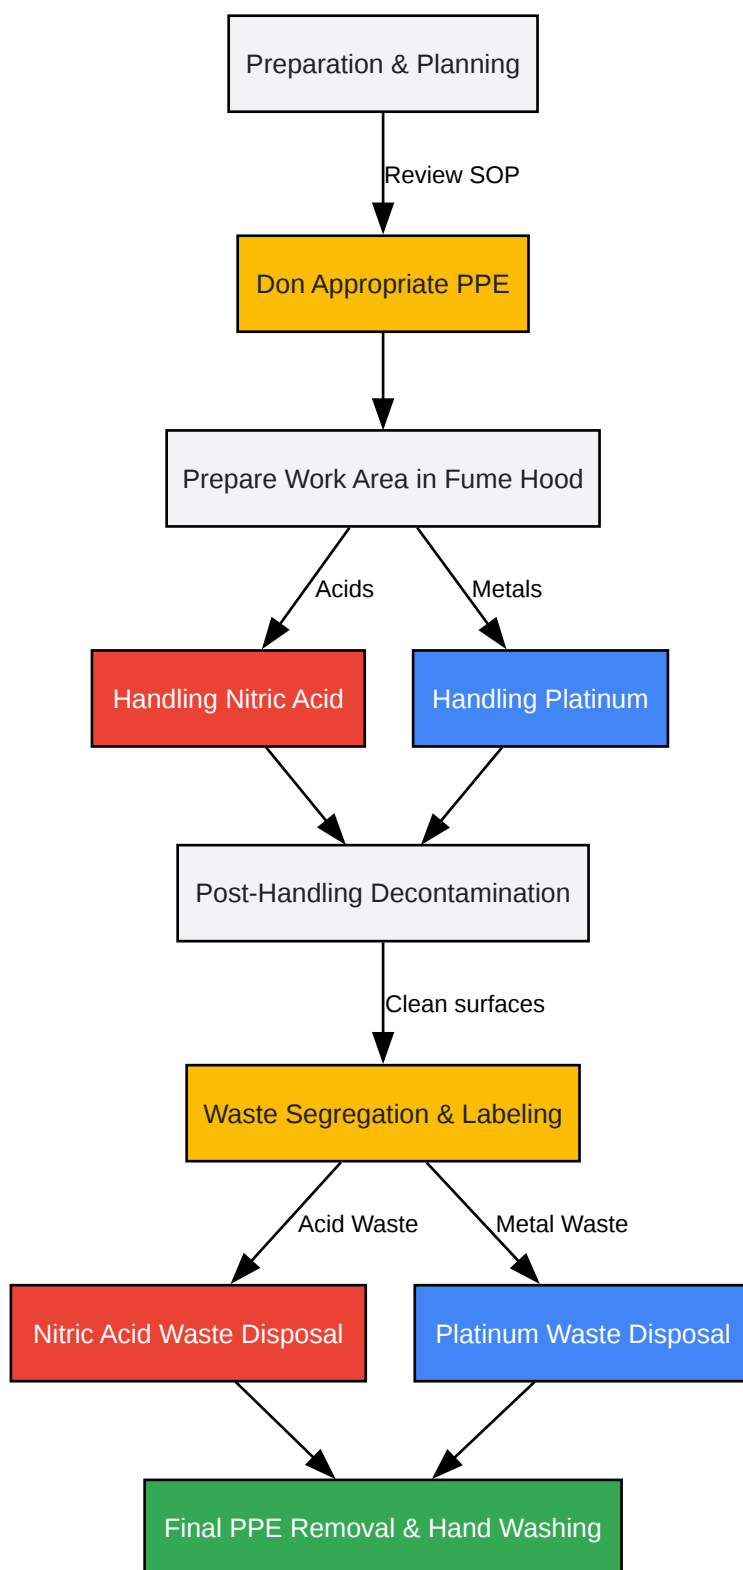 Preparation & Planning
Review SOP
Don Appropriate PPE
Prepare Work Area in Fume Hood
Acids
Metals
Handling Nitric Acid
Handling Platinum
Post-Handling Decontamination
Clean surfaces
Waste Segregation & Labeling
Acid Waste
Metal Waste
Nitric Acid Waste Disposal
Platinum Waste Disposal
Final PPE Removal & Hand Washing